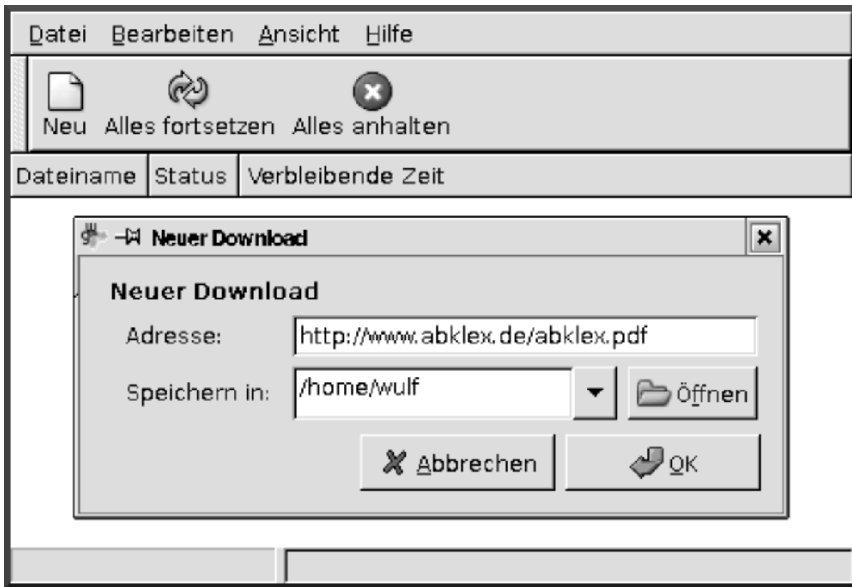 Datei Bearbeiten Ansicht Hilfe
Neu Alles fortsetzen Alles anhalten
Dateiname Status Verbleibende Zeit
Neuer Download
Neuer Download
Adresse: http://www.abklex.de/abklex.pdf
Speichern in: /home/wulf Öffnen
Abbrechen OK